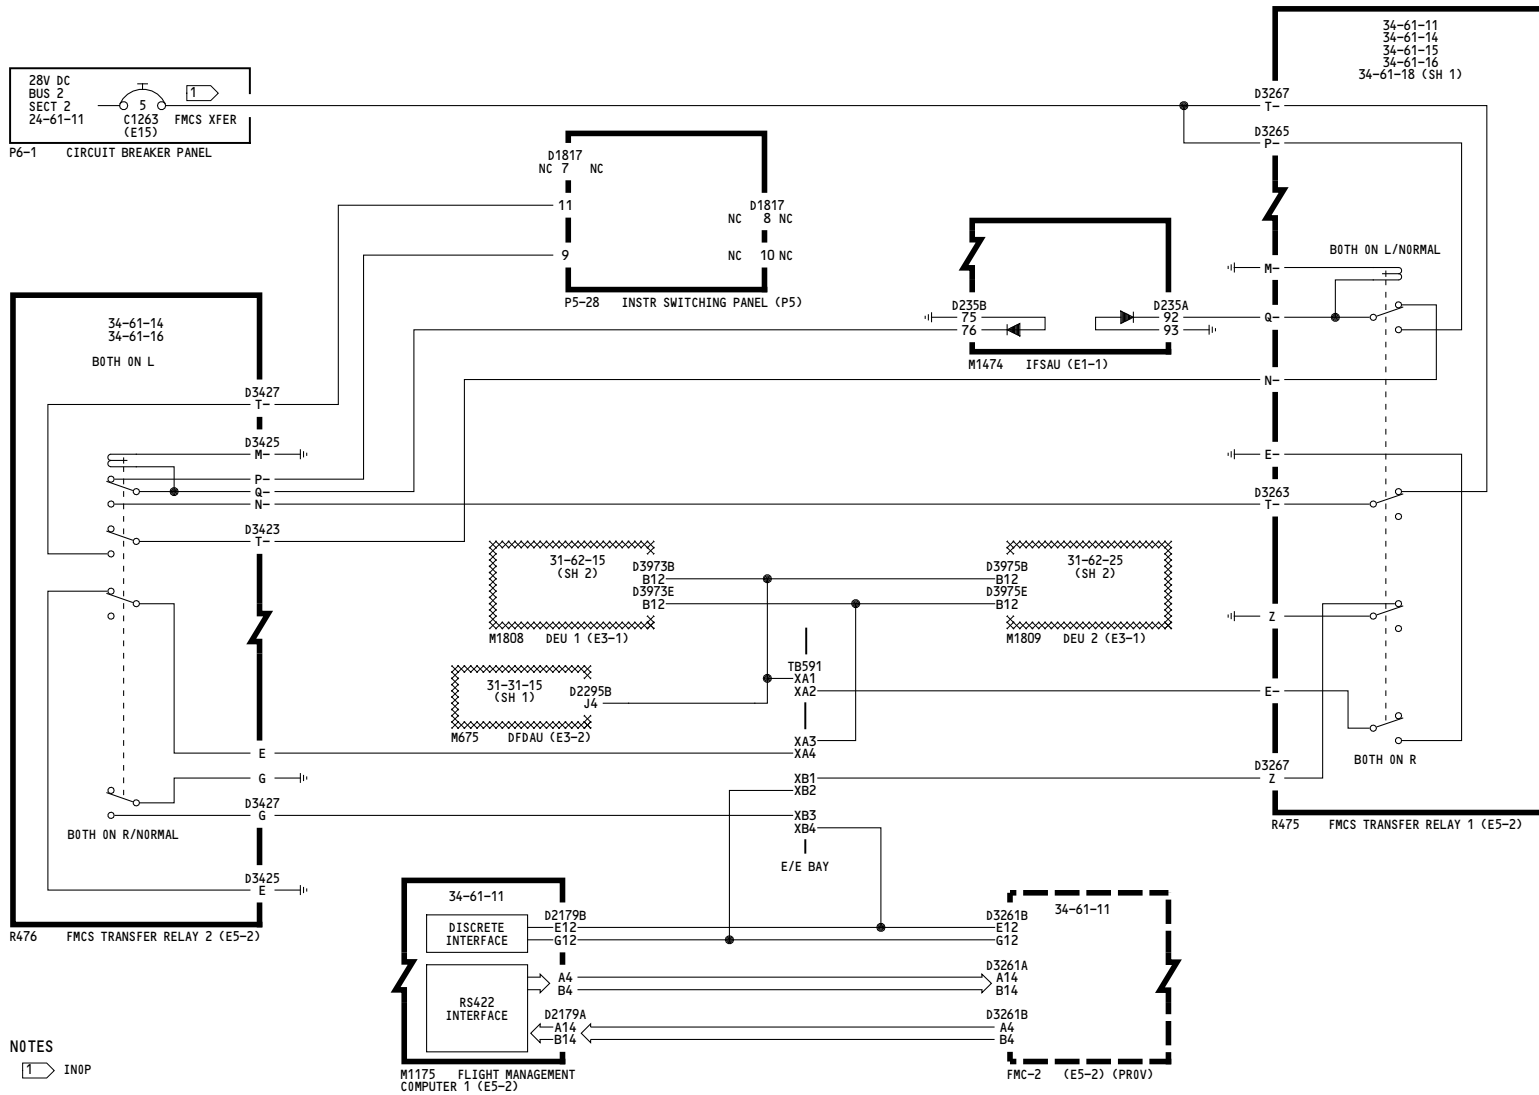 28V DC
BUS 2
SECT 2
24-61-11
5
C1263
(E15)
1
FMCS XFER
P6-1 CIRCUIT BREAKER PANEL
D1817
NC 7 NC
11
9
D1817
NC 8 NC
NC 10 NC
P5-28 INSTR SWITCHING PANEL (P5)
34-61-11
34-61-14
34-61-15
34-61-16
34-61-18 (SH 1)
D3267
T
D3265
P
BOTH ON L/NORMAL
M
Q
N
E
D3263
T
Z
E
BOTH ON R
D3267
Z
R475 FMCS TRANSFER RELAY 1 (E5-2)
D235B
75
76
D235A
92
93
M1474 IFSAU (E1-1)
34-61-14
34-61-16
BOTH ON L
D3427
T
D3425
M
P
Q
N
D3423
T
E
G
D3427
G
BOTH ON R/NORMAL
D3425
E
R476 FMCS TRANSFER RELAY 2 (E5-2)
31-62-15
(SH 2)
D3973B
B12
D3973E
B12
M1808 DEU 1 (E3-1)
31-62-25
(SH 2)
D3975B
B12
D3975E
B12
M1809 DEU 2 (E3-1)
31-31-15
(SH 1)
D2295B
J4
M675 DFDAU (E3-2)
TB591
XA1
XA2
XA3
XA4
XB1
XB2
XB3
XB4
E/E BAY
34-61-11
DISCRETE
INTERFACE
D2179B
E12
G12
RS422
INTERFACE
A4
B4
D2179A
A14
B14
M1175 FLIGHT MANAGEMENT
COMPUTER 1 (E5-2)
34-61-11
D3261B
E12
G12
D3261A
A14
B14
D3261B
A4
B4
FMC-2 (E5-2) (PROV)
NOTES
1 INOP